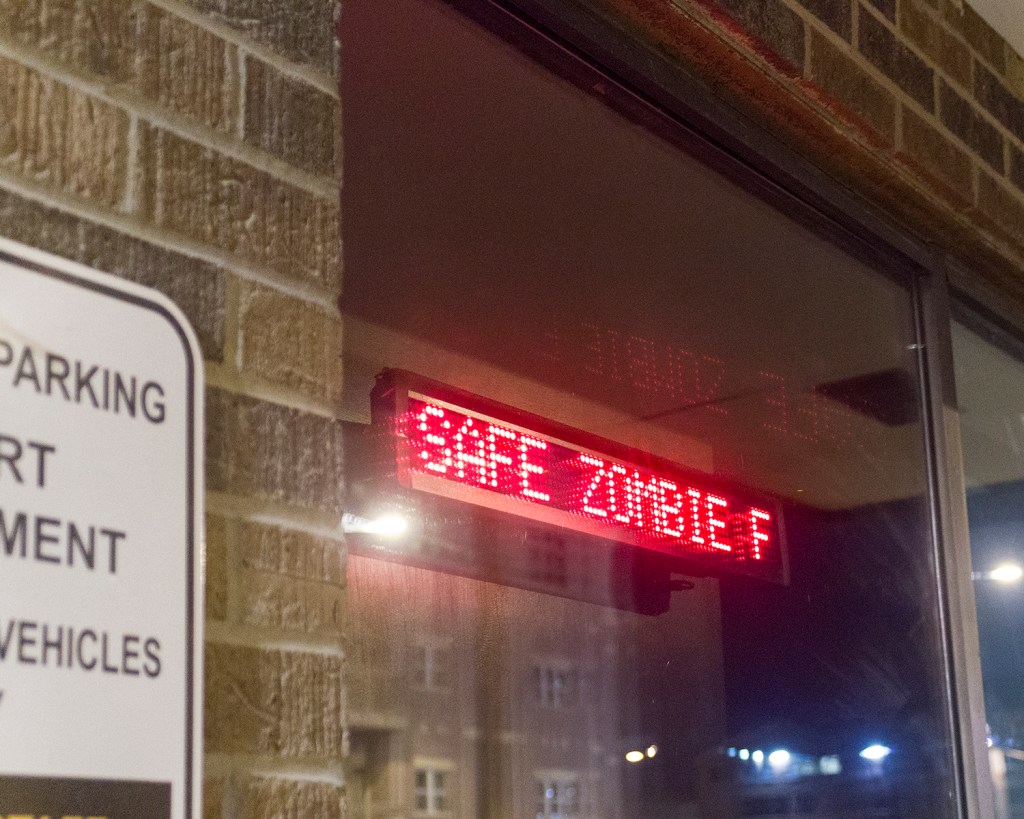 PARKING
RT
MENT
VEHICLES
SAFE ZOMBIE F